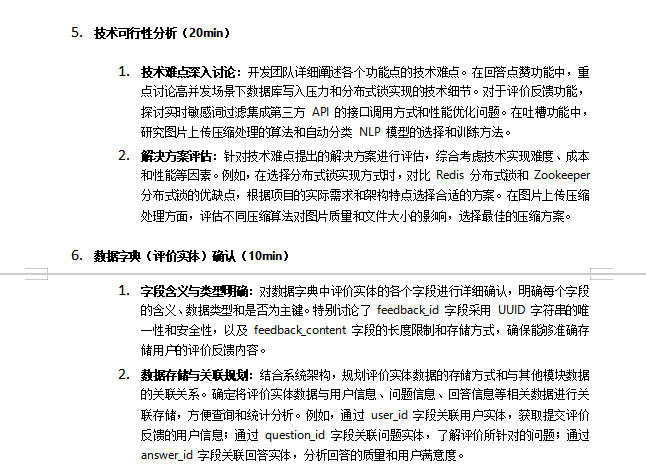 5. 技术可行性分析（20min）
1. 技术难点深入讨论：开发团队详细阐述各个功能点的技术难点。在回答点赞功能中，重
点讨论高并发场景下数据库写入压力和分布式锁实现的技术细节。对于评价反馈功能，
探讨实时敏感词过滤集成第三方 API 的接口调用方式和性能优化问题。在吐槽功能中，
研究图片上传压缩处理的算法和自动分类 NLP 模型的选择和训练方法。
2. 解决方案评估：针对技术难点提出的解决方案进行评估，综合考虑技术实现难度、成本
和性能等因素。例如，在选择分布式锁实现方式时，对比 Redis 分布式锁和 Zookeeper
分布式锁的优缺点，根据项目的实际需求和架构特点选择合适的方案。在图片上传压缩
处理方面，评估不同压缩算法对图片质量和文件大小的影响，选择最佳的压缩方案。
6. 数据字典（评价实体）确认（10min）
1. 字段含义与类型明确：对数据字典中评价实体的各个字段进行详细确认，明确每个字段
的含义、数据类型和是否为主键。特别讨论了 feedback_id 字段采用 UUID 字符串的唯
一性和安全性，以及 feedback_content 字段的长度限制和存储方式，确保能够准确存
储用户的评价反馈内容。
2. 数据存储与关联规划：结合系统架构，规划评价实体数据的存储方式和与其他模块数据
的关联关系。确定将评价实体数据与用户信息、问题信息、回答信息等相关数据进行关
联存储，方便查询和统计分析。例如，通过 user_id 字段关联用户实体，获取提交评价
反馈的用户信息；通过 question_id 字段关联问题实体，了解评价所针对的问题；通过
answer_id 字段关联回答实体，分析回答的质量和用户满意度。